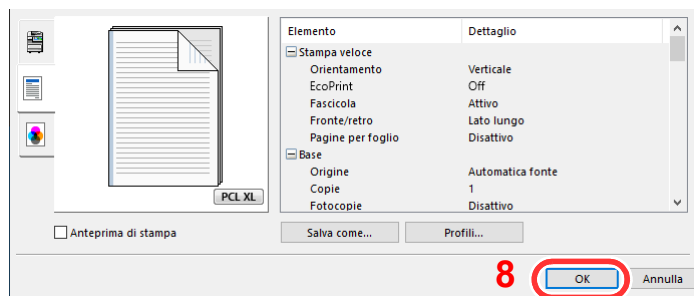 Elemento Dettaglio
Stampa veloce
Orientamento Verticale
EcoPrint Off
Fascicola Attivo
Fronte/retro Lato lungo
Pagine per foglio Disattivo
Base
Origine Automatica fonte
Copie 1
Fotocopie Disattivo
PCL XL
Anteprima di stampa Salva come... Profili...
8 OK Annulla